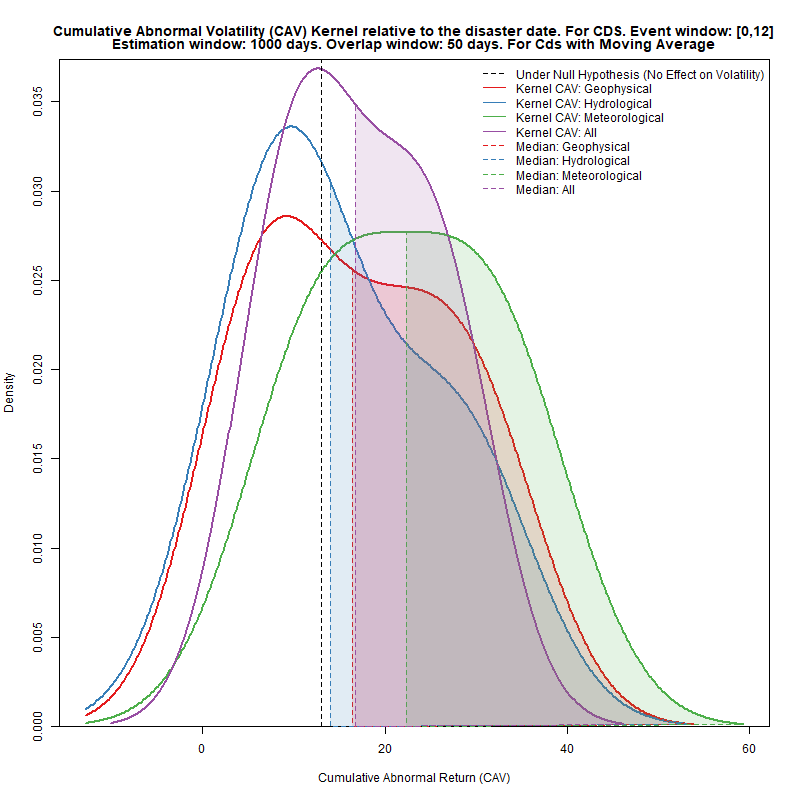 Cumulative Abnormal Volatility (CAV) Kernel relative to the disaster date. For CDS. Event window: [0,12]
Estimation window: 1000 days. Overlap window: 50 days. For Cds with Moving Average
Under Null Hypothesis (No Effect on Volatility)
Kernel CAV: Geophysical
Kernel CAV: Hydrological
Kernel CAV: Meteorological
Kernel CAV: All
Median: Geophysical
Median: Hydrological
Median: Meteorological
Median: All
Density
0.035
0.030
0.025
0.020
0.015
0.010
0.005
0.000
0 20 40 60
Cumulative Abnormal Return (CAV)